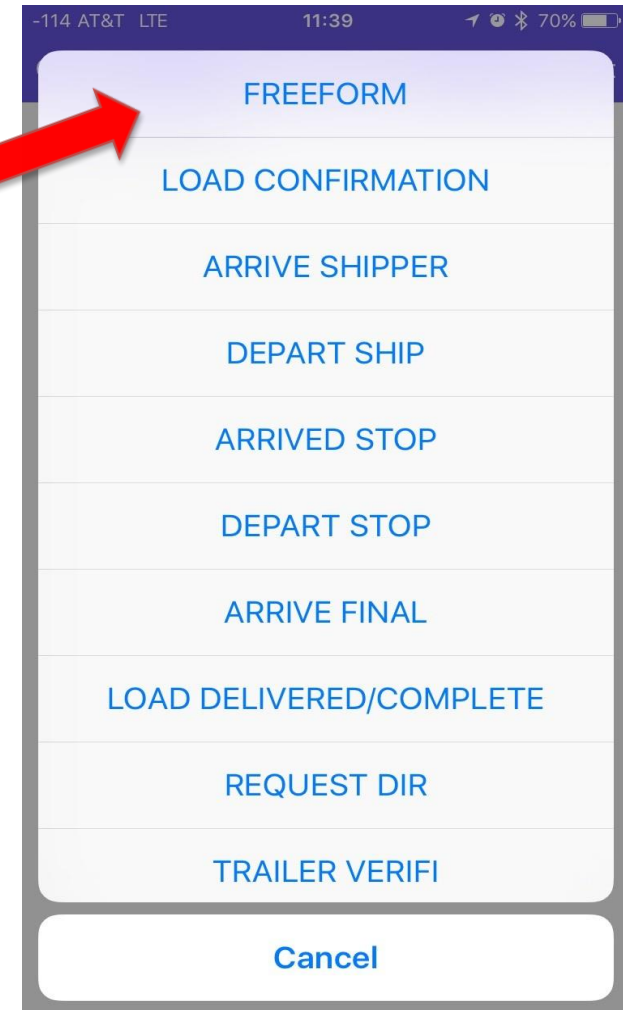 -114 AT&T LTE 11:39 70%
FREEFORM
LOAD CONFIRMATION
ARRIVE SHIPPER
DEPART SHIP
ARRIVED STOP
DEPART STOP
ARRIVE FINAL
LOAD DELIVERED/COMPLETE
REQUEST DIR
TRAILER VERIFI
Cancel